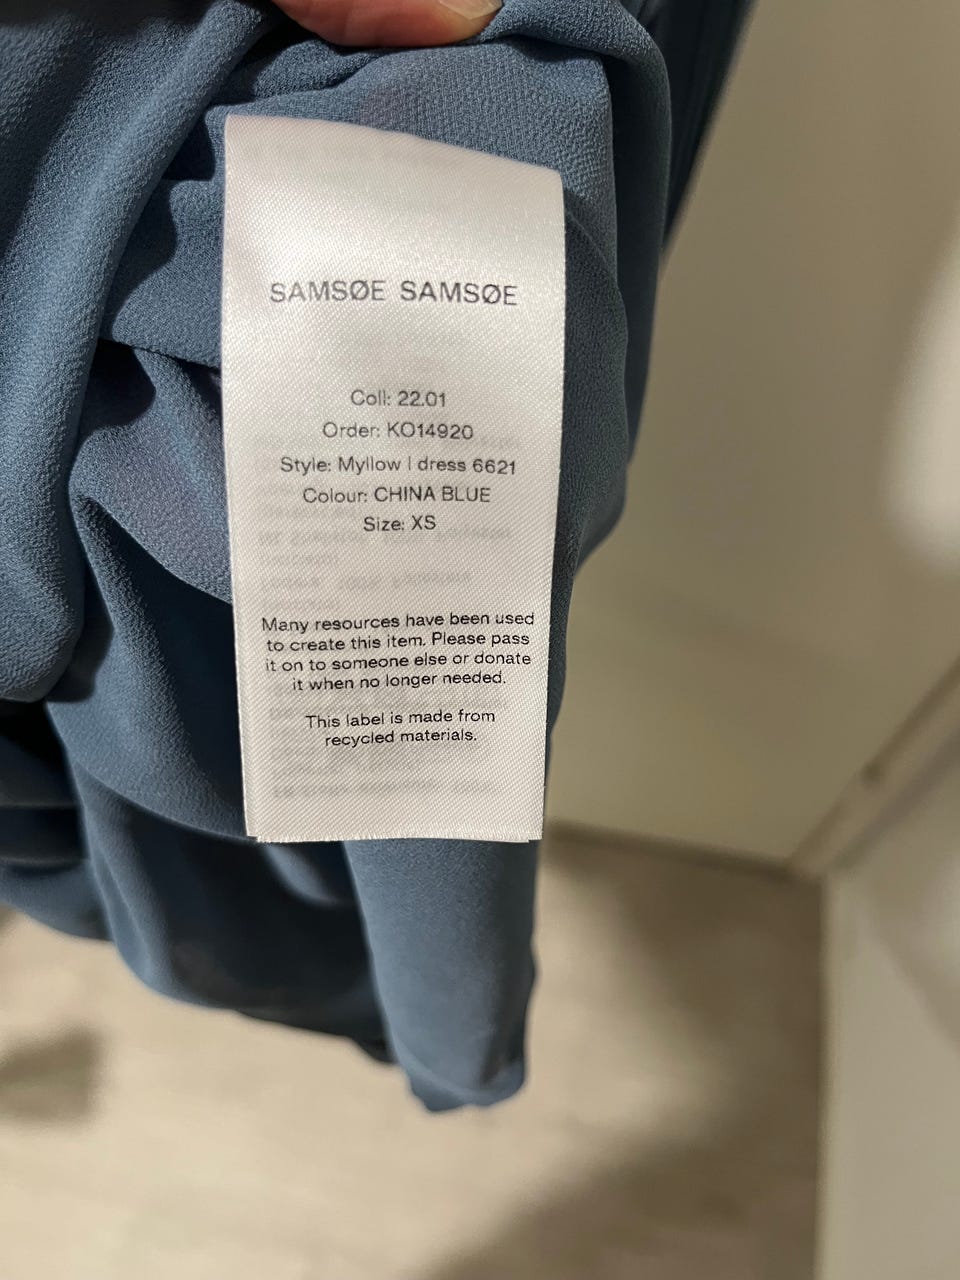 SAMSØE SAMSØE
Coll: 22.01
Order: KO14920
Style: Myllow l dress 6621
Colour: CHINA BLUE
Size: XS
Many resources have been used
to create this item. Please pass
it on to someone else or donate
it when no longer needed.
This label is made from
recycled materials.